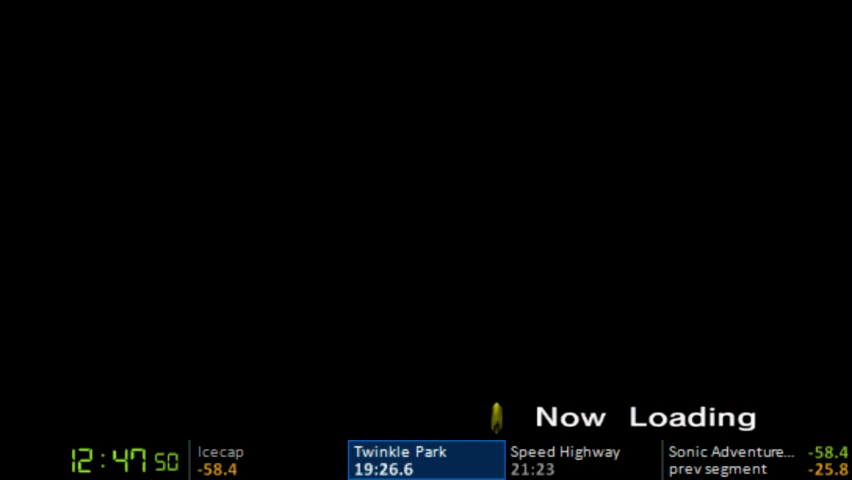 Now Loading
12:47 50
Icecap
-58.4
Twinkle Park
19:26.6
Speed Highway
21:23
Sonic Adventure... -58.4
prev segment -25.8